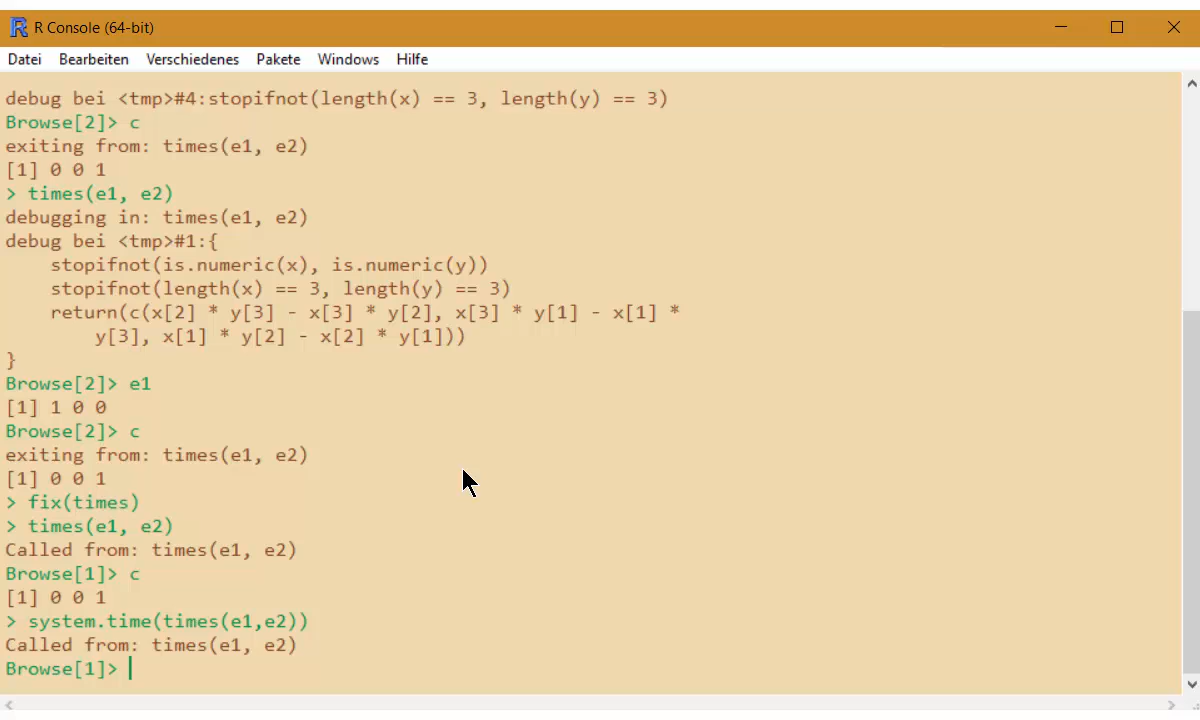 R Console (64-bit)
Datei Bearbeiten Verschiedenes Pakete Windows Hilfe
debug bei <tmp>#4:stopifnot(length(x) == 3, length(y) == 3)
Browse[2]> c
exiting from: times(e1, e2)
[1] 0 0 1
> times(e1, e2)
debugging in: times(e1, e2)
debug bei <tmp>#1:{
    stopifnot(is.numeric(x), is.numeric(y))
    stopifnot(length(x) == 3, length(y) == 3)
    return(c(x[2] * y[3] - x[3] * y[2], x[3] * y[1] - x[1] *
        y[3], x[1] * y[2] - x[2] * y[1]))
}
Browse[2]> e1
[1] 1 0 0
Browse[2]> c
exiting from: times(e1, e2)
[1] 0 0 1
> fix(times)
> times(e1, e2)
Called from: times(e1, e2)
Browse[1]> c
[1] 0 0 1
> system.time(times(e1,e2))
Called from: times(e1, e2)
Browse[1]>